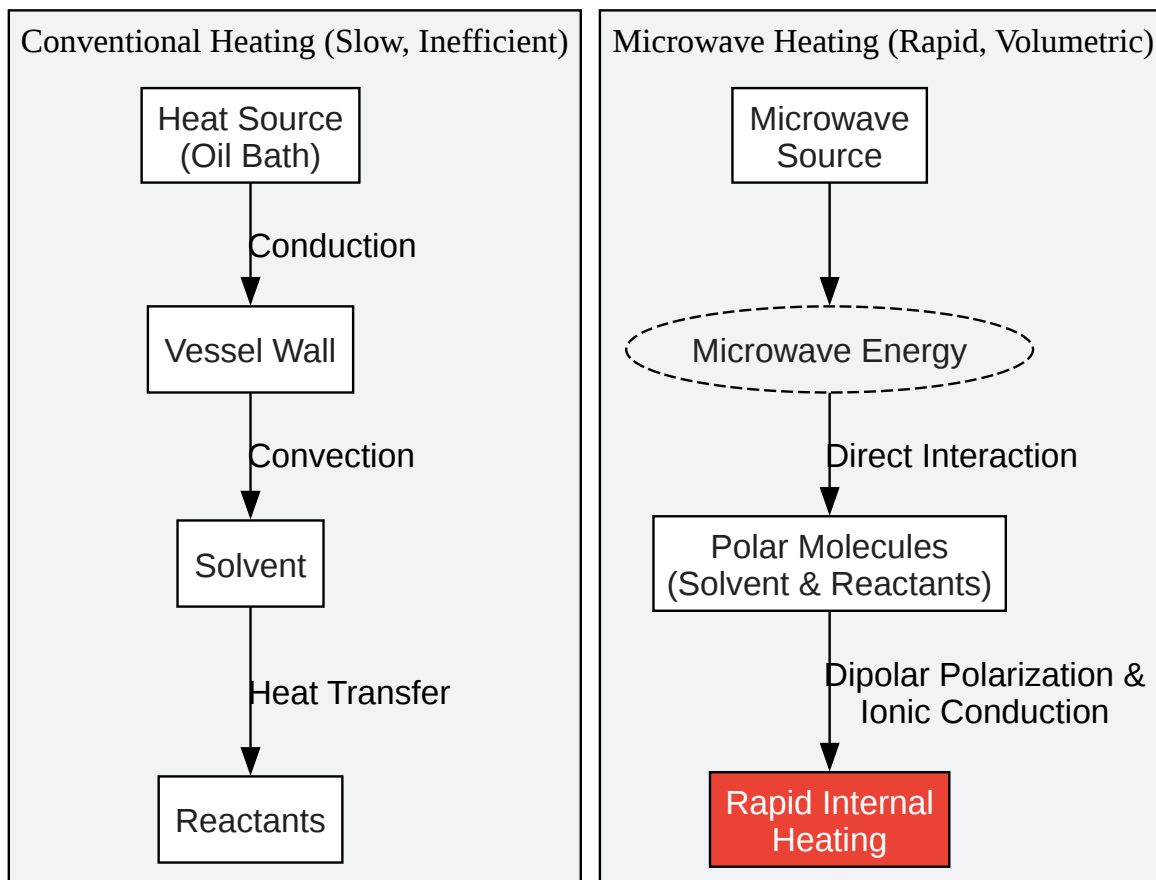 Conventional Heating (Slow, Inefficient)
Heat Source
(Oil Bath)
Conduction
Vessel Wall
Convection
Solvent
Heat Transfer
Reactants
Microwave Heating (Rapid, Volumetric)
Microwave
Source
Microwave Energy
Direct Interaction
Polar Molecules
(Solvent & Reactants)
Dipolar Polarization &
Ionic Conduction
Rapid Internal
Heating